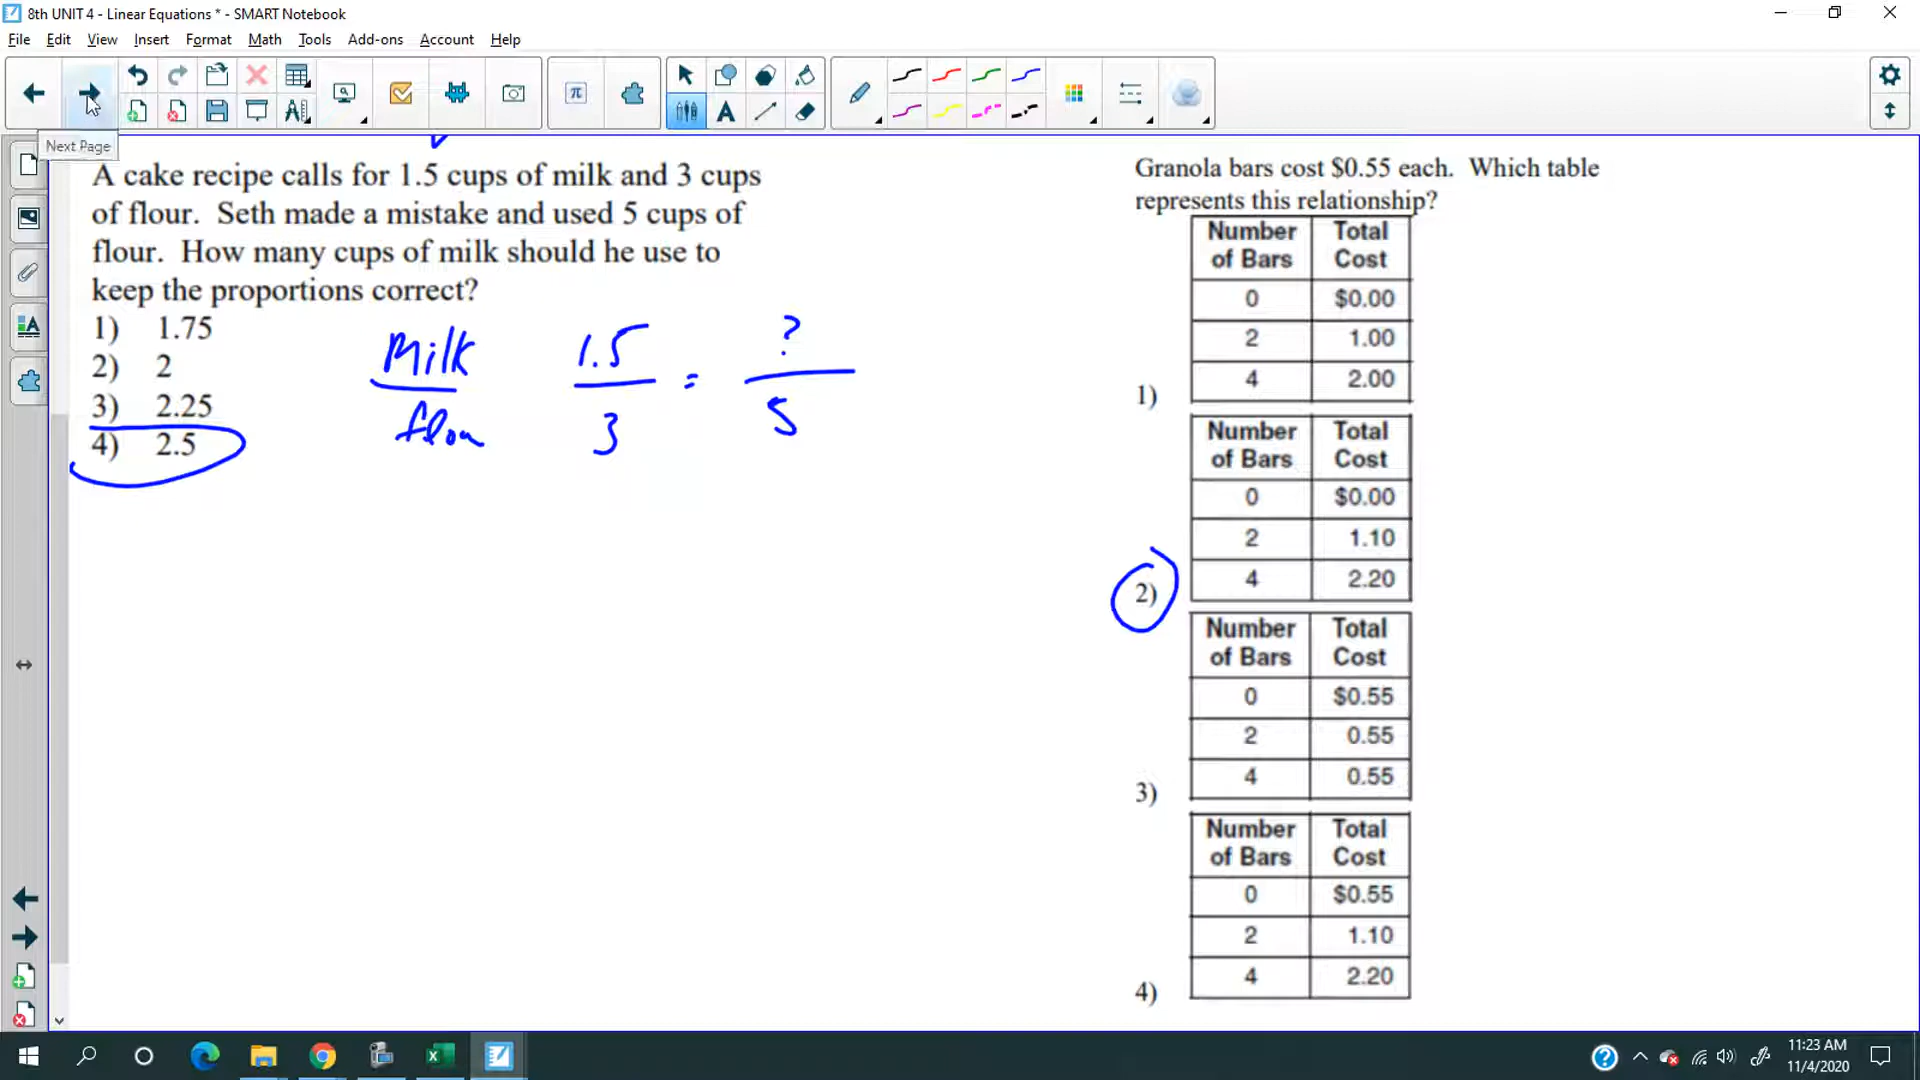 8th UNIT 4 - Linear Equations * - SMART Notebook
File Edit View Insert Format Math Tools Add-ons Account Help
Next Page
A cake recipe calls for 1.5 cups of milk and 3 cups
of flour. Seth made a mistake and used 5 cups of
flour. How many cups of milk should he use to
keep the proportions correct?
1) 1.75
2) 2
3) 2.25
4) 2.5
Milk 1.5 = ?
flou 3 5
Granola bars cost $0.55 each. Which table
represents this relationship?
Number Total
of Bars Cost
0 $0.00
2 1.00
4 2.00
1)
Number Total
of Bars Cost
0 $0.00
2 1.10
4 2.20
2)
Number Total
of Bars Cost
0 $0.55
2 0.55
4 0.55
3)
Number Total
of Bars Cost
0 $0.55
2 1.10
4 2.20
4)
11:23 AM
11/4/2020